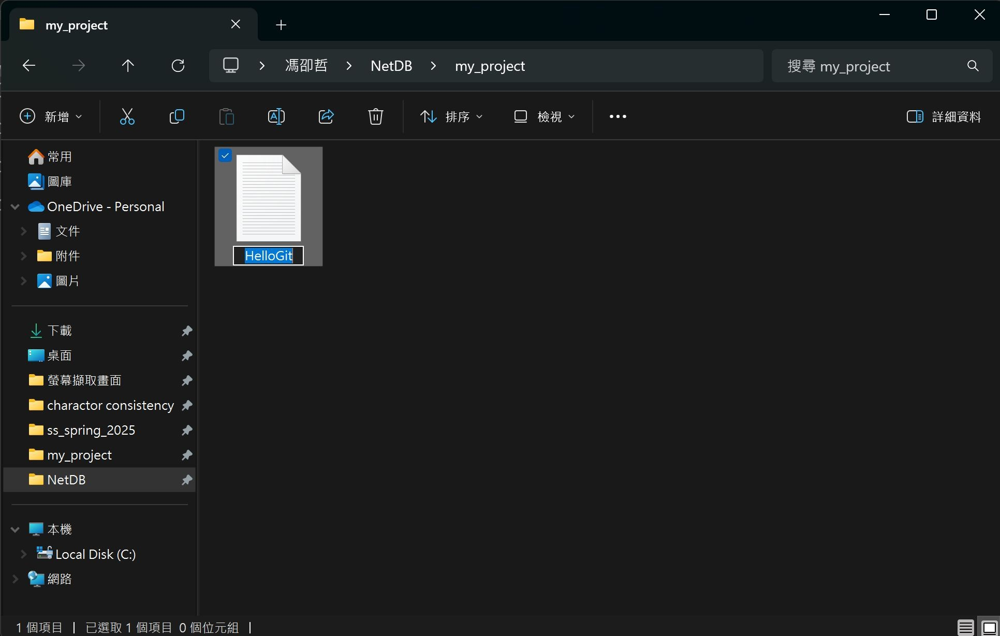 my_project
馮卲哲 > NetDB > my_project
搜尋 my_project
新增
排序
檢視
詳細資料
常用
圖庫
OneDrive - Personal
文件
附件
圖片
下載
桌面
螢幕擷取畫面
charactor consistency
ss_spring_2025
my_project
NetDB
本機
Local Disk (C:)
網路
HelloGit
1 個項目 | 已選取 1 個項目 0 個位元組 |